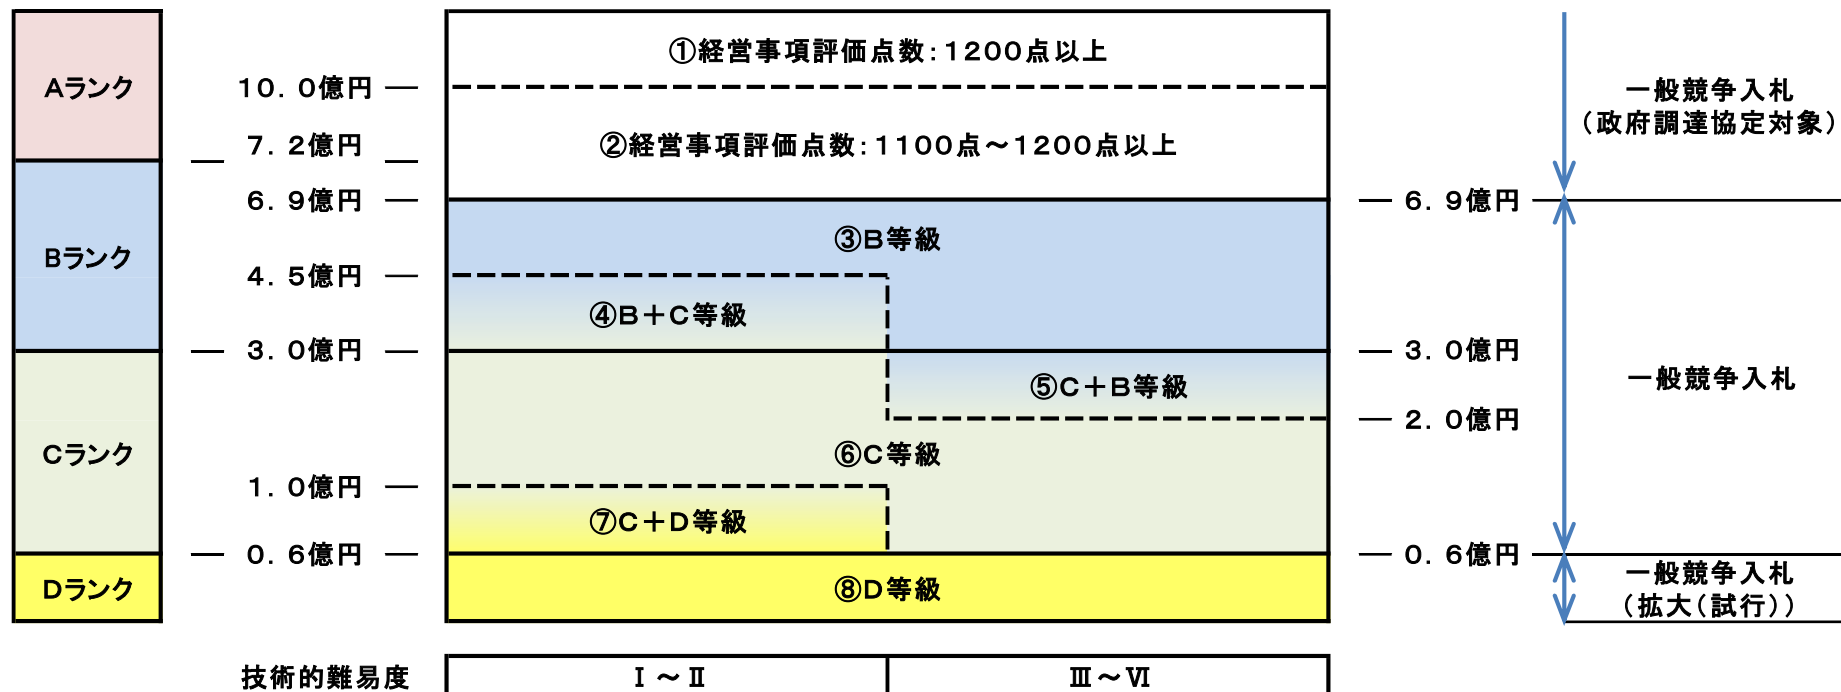 ①経営事項評価点数：1200点以上
Aランク
10．0億円
一般競争入札
（政府調達協定対象）
7．2億円
②経営事項評価点数：1100点～1200点以上
6．9億円
6．9億円
③B等級
Bランク
4．5億円
④B＋C等級
3．0億円
3．0億円
⑤C＋B等級
一般競争入札
2．0億円
Cランク
⑥C等級
1．0億円
⑦C＋D等級
0．6億円
0．6億円
Dランク
⑧D等級
一般競争入札
（拡大（試行））
技術的難易度
Ⅰ～Ⅱ
Ⅲ～Ⅵ